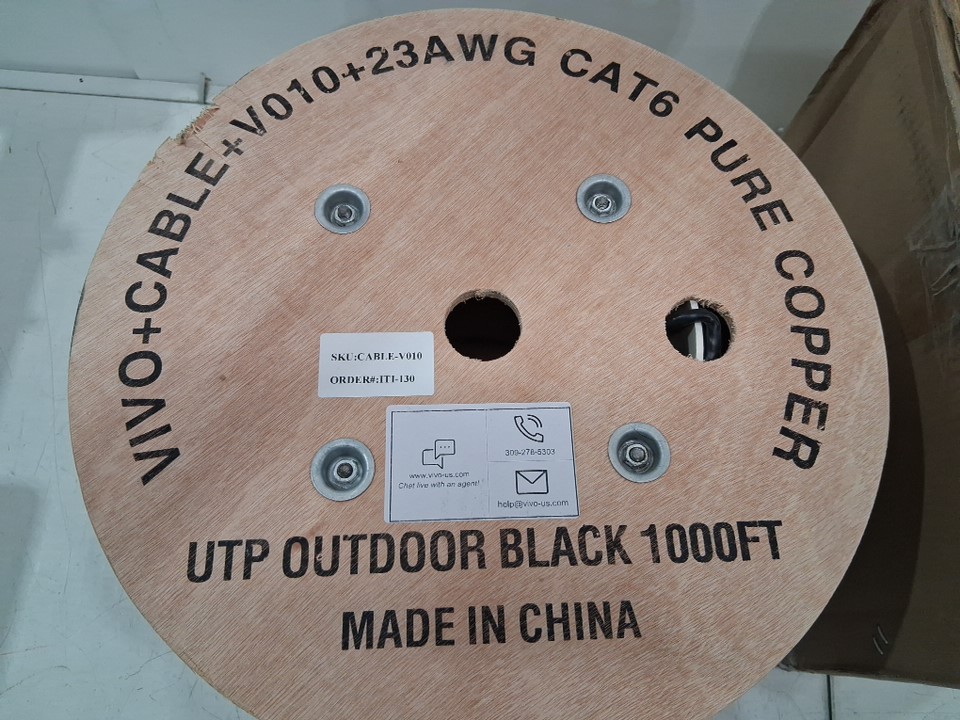 VIVO+CABLE+V010+23AWG CAT6 PURE COPPER
SKU:CABLE-V010
ORDER#:ITI-130
www.vivo-us.com
Chat live with an agent!
309-278-5303
help@vivo-us.com
UTP OUTDOOR BLACK 1000FT
MADE IN CHINA